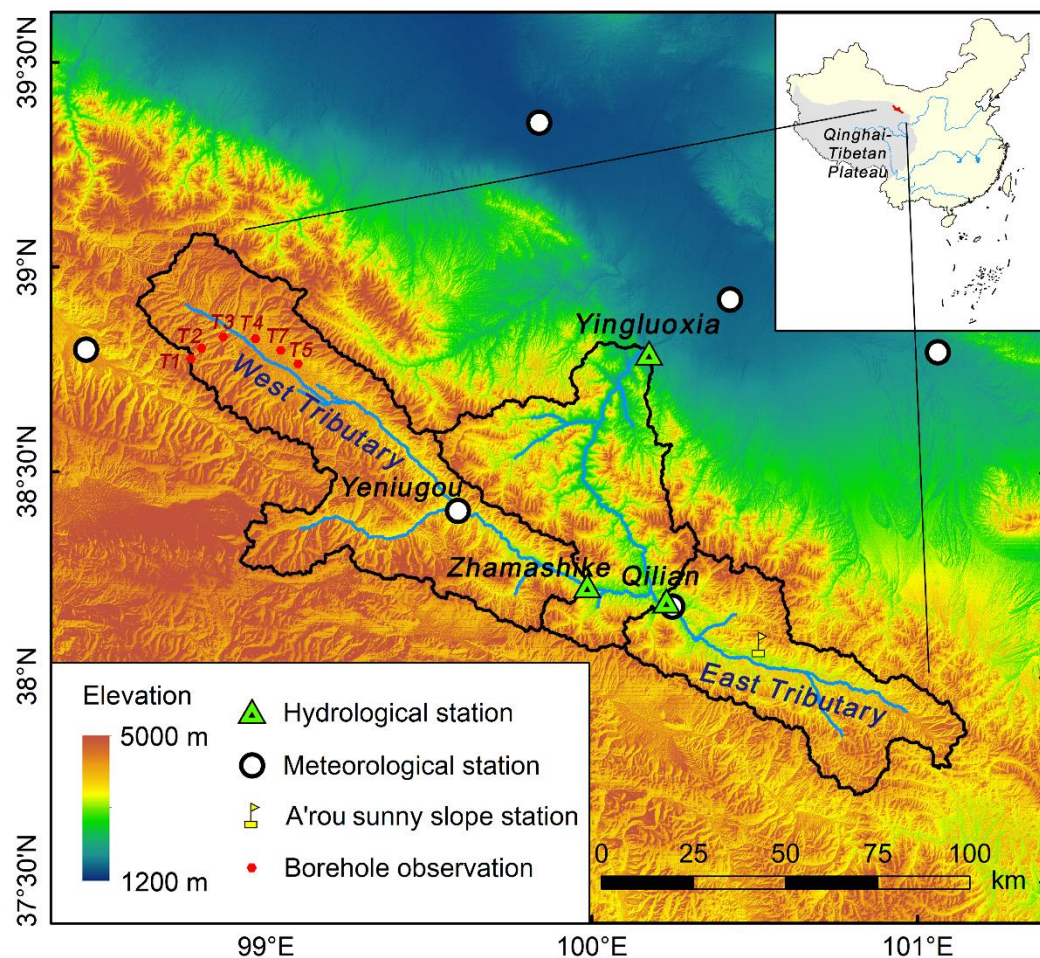 39°30'N
39°N
38°30'N
38°N
37°30'N
Qinghai-
Tibetan
Plateau
Yingluoxia
T1
T2
T3
T4
T7
T5
West Tributary
Yeniugou
Zhamashike
Qilian
East Tributary
Elevation
5000 m
1200 m
Hydrological station
Meteorological station
A'rou sunny slope station
Borehole observation
0 25 50 75 100
km
99°E
100°E
101°E